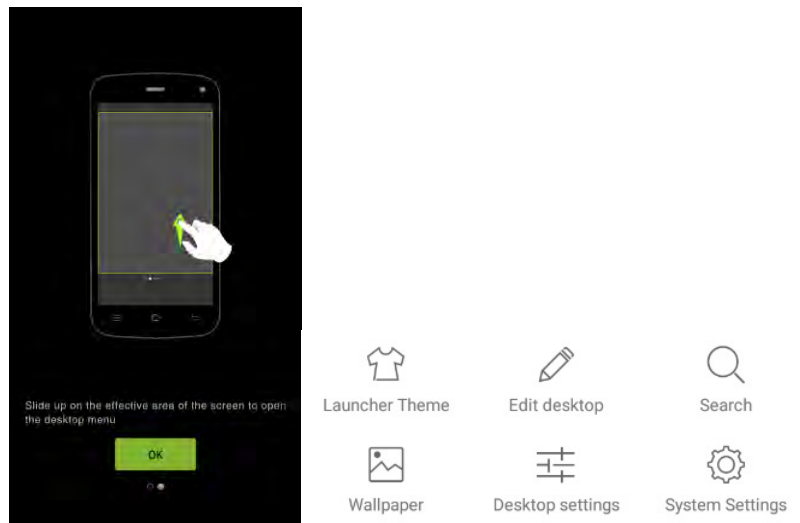 Slide up on the effective area of the screen to open
the desktop menu
OK
Launcher Theme
Edit desktop
Search
Wallpaper
Desktop settings
System Settings